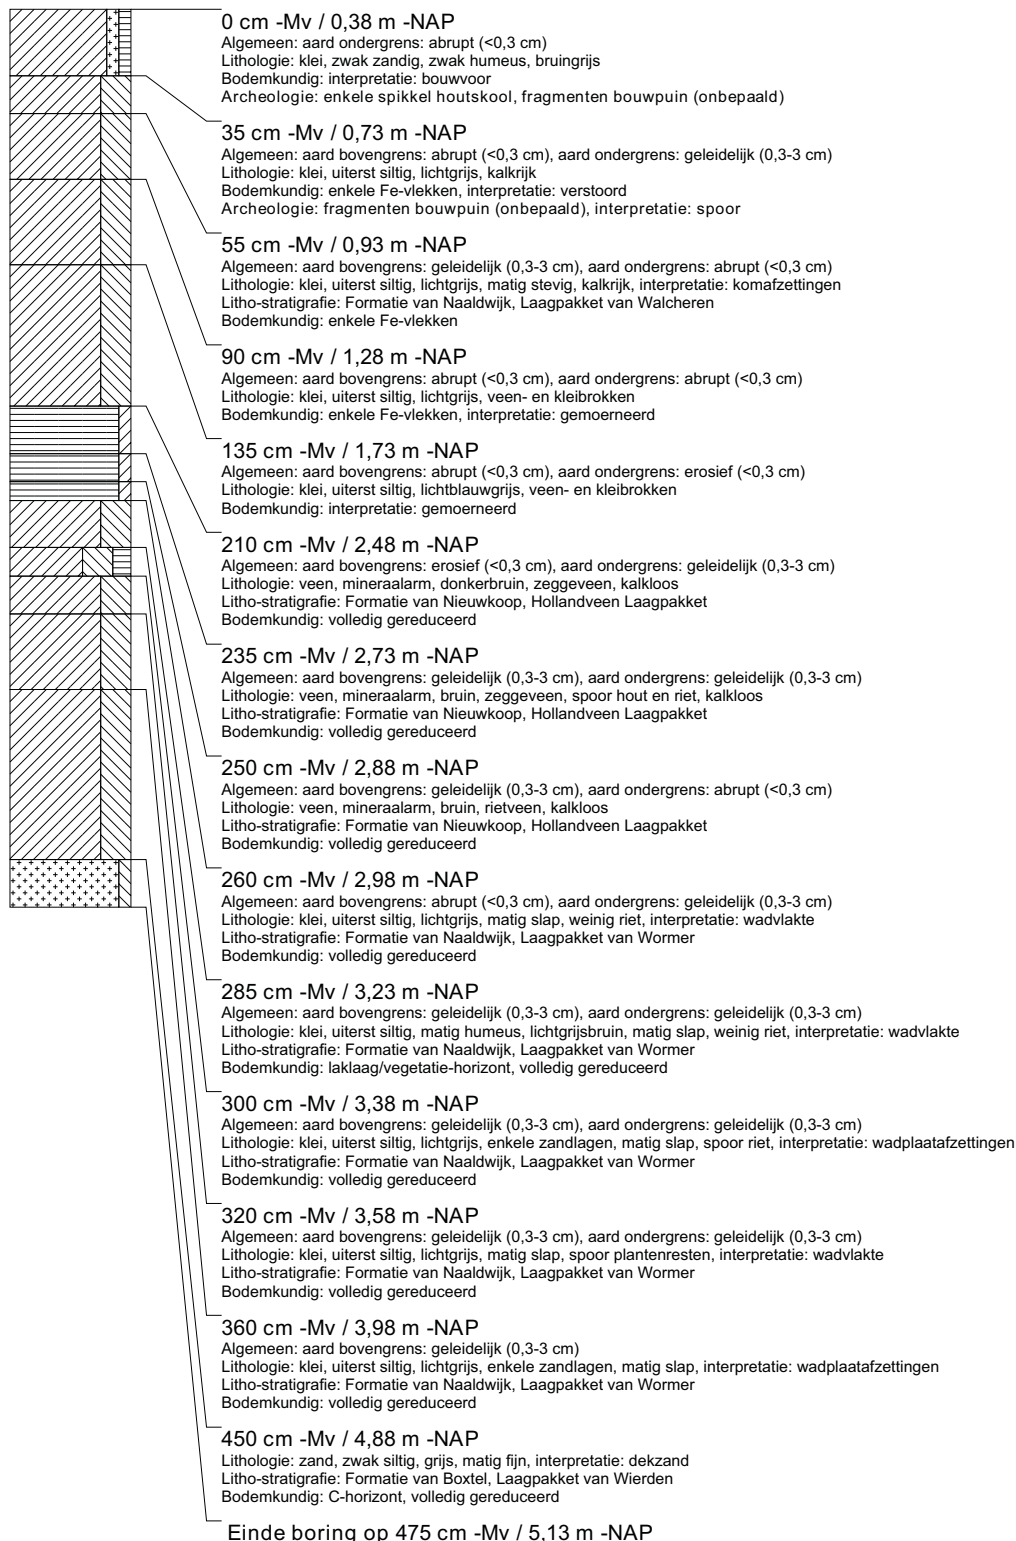 0 cm -Mv / 0,38 m -NAP
Algemeen: aard ondergrens: abrupt (<0,3 cm)
Lithologie: klei, zwak zandig, zwak humeus, bruingrijs
Bodemkundig: interpretatie: bouwvoor
Archeologie: enkele spikkel houtskool, fragmenten bouwpuin (onbepaald)
35 cm -Mv / 0,73 m -NAP
Algemeen: aard bovengrens: abrupt (<0,3 cm), aard ondergrens: geleidelijk (0,3-3 cm)
Lithologie: klei, uiterst siltig, lichtgrijs, kalkrijk
Bodemkundig: enkele Fe-vlekken, interpretatie: verstoord
Archeologie: fragmenten bouwpuin (onbepaald), interpretatie: spoor
55 cm -Mv / 0,93 m -NAP
Algemeen: aard bovengrens: geleidelijk (0,3-3 cm), aard ondergrens: abrupt (<0,3 cm)
Lithologie: klei, uiterst siltig, lichtgrijs, matig stevig, kalkrijk, interpretatie: komafzettingen
Litho-stratigrafie: Formatie van Naaldwijk, Laagpakket van Walcheren
Bodemkundig: enkele Fe-vlekken
90 cm -Mv / 1,28 m -NAP
Algemeen: aard bovengrens: abrupt (<0,3 cm), aard ondergrens: abrupt (<0,3 cm)
Lithologie: klei, uiterst siltig, lichtgrijs, veen- en kleibrokken
Bodemkundig: enkele Fe-vlekken, interpretatie: gemoerneerd
135 cm -Mv / 1,73 m -NAP
Algemeen: aard bovengrens: abrupt (<0,3 cm), aard ondergrens: erosief (<0,3 cm)
Lithologie: klei, uiterst siltig, lichtblauwgrijs, veen- en kleibrokken
Bodemkundig: interpretatie: gemoerneerd
210 cm -Mv / 2,48 m -NAP
Algemeen: aard bovengrens: erosief (<0,3 cm), aard ondergrens: geleidelijk (0,3-3 cm)
Lithologie: veen, mineraalarm, donkerbruin, zeggeveen, kalkloos
Litho-stratigrafie: Formatie van Nieuwkoop, Hollandveen Laagpakket
Bodemkundig: volledig gereduceerd
235 cm -Mv / 2,73 m -NAP
Algemeen: aard bovengrens: geleidelijk (0,3-3 cm), aard ondergrens: geleidelijk (0,3-3 cm)
Lithologie: veen, mineraalarm, bruin, zeggeveen, spoor hout en riet, kalkloos
Litho-stratigrafie: Formatie van Nieuwkoop, Hollandveen Laagpakket
Bodemkundig: volledig gereduceerd
250 cm -Mv / 2,88 m -NAP
Algemeen: aard bovengrens: geleidelijk (0,3-3 cm), aard ondergrens: abrupt (<0,3 cm)
Lithologie: veen, mineraalarm, bruin, rietveen, kalkloos
Litho-stratigrafie: Formatie van Nieuwkoop, Hollandveen Laagpakket
Bodemkundig: volledig gereduceerd
260 cm -Mv / 2,98 m -NAP
Algemeen: aard bovengrens: abrupt (<0,3 cm), aard ondergrens: geleidelijk (0,3-3 cm)
Lithologie: klei, uiterst siltig, lichtgrijs, matig slap, weinig riet, interpretatie: wadvlakte
Litho-stratigrafie: Formatie van Naaldwijk, Laagpakket van Wormer
Bodemkundig: volledig gereduceerd
285 cm -Mv / 3,23 m -NAP
Algemeen: aard bovengrens: geleidelijk (0,3-3 cm), aard ondergrens: geleidelijk (0,3-3 cm)
Lithologie: klei, uiterst siltig, matig humeus, lichtgrijsbruin, matig slap, weinig riet, interpretatie: wadvlakte
Litho-stratigrafie: Formatie van Naaldwijk, Laagpakket van Wormer
Bodemkundig: laklaag/vegetatie-horizont, volledig gereduceerd
300 cm -Mv / 3,38 m -NAP
Algemeen: aard bovengrens: geleidelijk (0,3-3 cm), aard ondergrens: geleidelijk (0,3-3 cm)
Lithologie: klei, uiterst siltig, lichtgrijs, enkele zandlagen, matig slap, spoor riet, interpretatie: wadplaatafzettingen
Litho-stratigrafie: Formatie van Naaldwijk, Laagpakket van Wormer
Bodemkundig: volledig gereduceerd
320 cm -Mv / 3,58 m -NAP
Algemeen: aard bovengrens: geleidelijk (0,3-3 cm), aard ondergrens: geleidelijk (0,3-3 cm)
Lithologie: klei, uiterst siltig, lichtgrijs, matig slap, spoor plantenresten, interpretatie: wadvlakte
Litho-stratigrafie: Formatie van Naaldwijk, Laagpakket van Wormer
Bodemkundig: volledig gereduceerd
360 cm -Mv / 3,98 m -NAP
Algemeen: aard bovengrens: geleidelijk (0,3-3 cm)
Lithologie: klei, uiterst siltig, lichtgrijs, enkele zandlagen, matig slap, interpretatie: wadplaatafzettingen
Litho-stratigrafie: Formatie van Naaldwijk, Laagpakket van Wormer
Bodemkundig: volledig gereduceerd
450 cm -Mv / 4,88 m -NAP
Lithologie: zand, zwak siltig, grijs, matig fijn, interpretatie: dekzand
Litho-stratigrafie: Formatie van Boxtel, Laagpakket van Wierden
Bodemkundig: C-horizont, volledig gereduceerd
Einde boring op 475 cm -Mv / 5,13 m -NAP